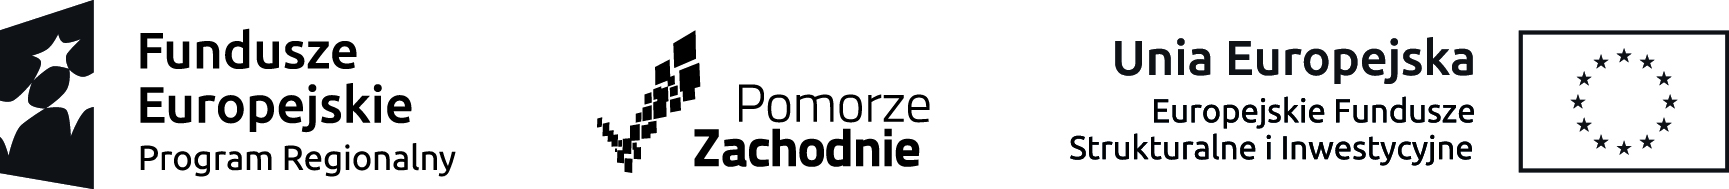 Fundusze
Europejskie
Program Regionalny
Pomorze
Zachodnie
Unia Europejska
Europejskie Fundusze
Strukturalne i Inwestycyjne